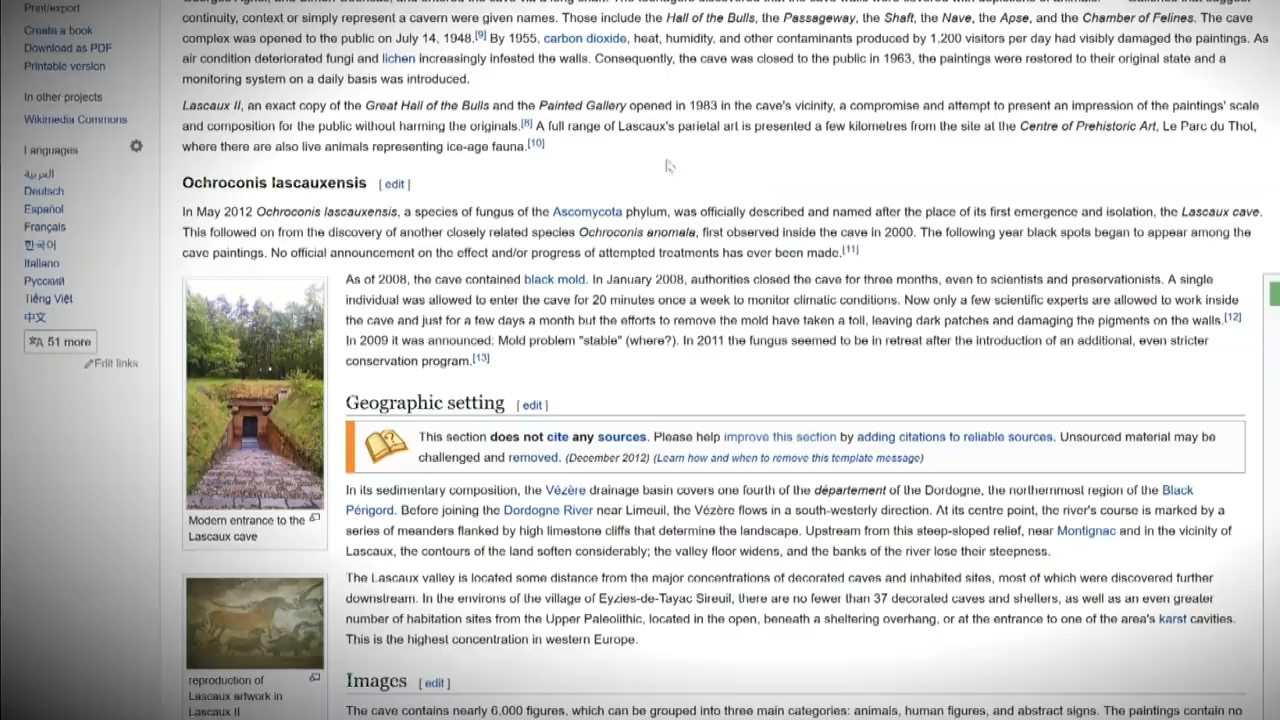 Print/export
Create a book
Download as PDF
Printable version
In other projects
Wikimedia Commons
Languages
العربية
Deutsch
Español
Français
한국어
Italiano
Русский
Tiếng Việt
中文
51 more
Edit links
continuity, context or simply represent a cavern were given names. Those include the Hall of the Bulls, the Passageway, the Shaft, the Nave, the Apse, and the Chamber of Felines. The cave
complex was opened to the public on July 14, 1948.[9] By 1955, carbon dioxide, heat, humidity, and other contaminants produced by 1,200 visitors per day had visibly damaged the paintings. As
air condition deteriorated fungi and lichen increasingly infested the walls. Consequently, the cave was closed to the public in 1963, the paintings were restored to their original state and a
monitoring system on a daily basis was introduced.
Lascaux II, an exact copy of the Great Hall of the Bulls and the Painted Gallery opened in 1983 in the cave's vicinity, a compromise and attempt to present an impression of the paintings' scale
and composition for the public without harming the originals.[8] A full range of Lascaux's parietal art is presented a few kilometres from the site at the Centre of Prehistoric Art, Le Parc du Thot,
where there are also live animals representing ice-age fauna.[10]
Ochroconis lascauxensis [ edit ]
In May 2012 Ochroconis lascauxensis, a species of fungus of the Ascomycota phylum, was officially described and named after the place of its first emergence and isolation, the Lascaux cave.
This followed on from the discovery of another closely related species Ochroconis anomala, first observed inside the cave in 2000. The following year black spots began to appear among the
cave paintings. No official announcement on the effect and/or progress of attempted treatments has ever been made.[11]
As of 2008, the cave contained black mold. In January 2008, authorities closed the cave for three months, even to scientists and preservationists. A single
individual was allowed to enter the cave for 20 minutes once a week to monitor climatic conditions. Now only a few scientific experts are allowed to work inside
the cave and just for a few days a month but the efforts to remove the mold have taken a toll, leaving dark patches and damaging the pigments on the walls.[12]
In 2009 it was announced: Mold problem "stable" (where?). In 2011 the fungus seemed to be in retreat after the introduction of an additional, even stricter
conservation program.[13]
Modern entrance to the
Lascaux cave
Geographic setting [ edit ]
This section does not cite any sources. Please help improve this section by adding citations to reliable sources. Unsourced material may be
challenged and removed. (December 2012) (Learn how and when to remove this template message)
In its sedimentary composition, the Vézère drainage basin covers one fourth of the département of the Dordogne, the northernmost region of the Black
Périgord. Before joining the Dordogne River near Limeuil, the Vézère flows in a south-westerly direction. At its centre point, the river's course is marked by a
series of meanders flanked by high limestone cliffs that determine the landscape. Upstream from this steep-sloped relief, near Montignac and in the vicinity of
Lascaux, the contours of the land soften considerably; the valley floor widens, and the banks of the river lose their steepness.
The Lascaux valley is located some distance from the major concentrations of decorated caves and inhabited sites, most of which were discovered further
downstream. In the environs of the village of Eyzies-de-Tayac Sireuil, there are no fewer than 37 decorated caves and shelters, as well as an even greater
number of habitation sites from the Upper Paleolithic, located in the open, beneath a sheltering overhang, or at the entrance to one of the area's karst cavities.
This is the highest concentration in western Europe.
reproduction of
Lascaux artwork in
Lascaux II
Images [ edit ]
The cave contains nearly 6,000 figures, which can be grouped into three main categories: animals, human figures, and abstract signs. The paintings contain no